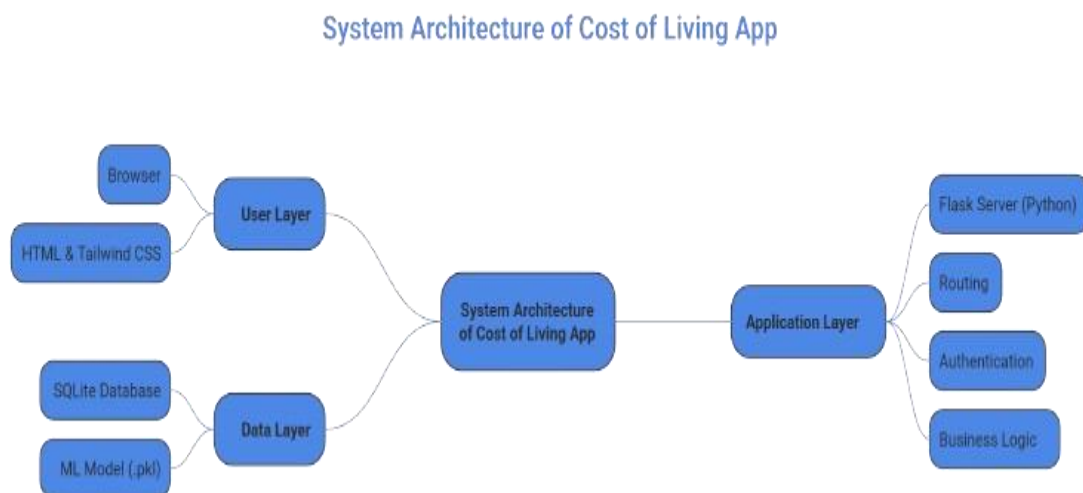 System Architecture of Cost of Living App
Browser
User Layer
HTML & Tailwind CSS
System Architecture
of Cost of Living App
SQLite Database
Data Layer
ML Model (.pkl)
Application Layer
Flask Server (Python)
Routing
Authentication
Business Logic